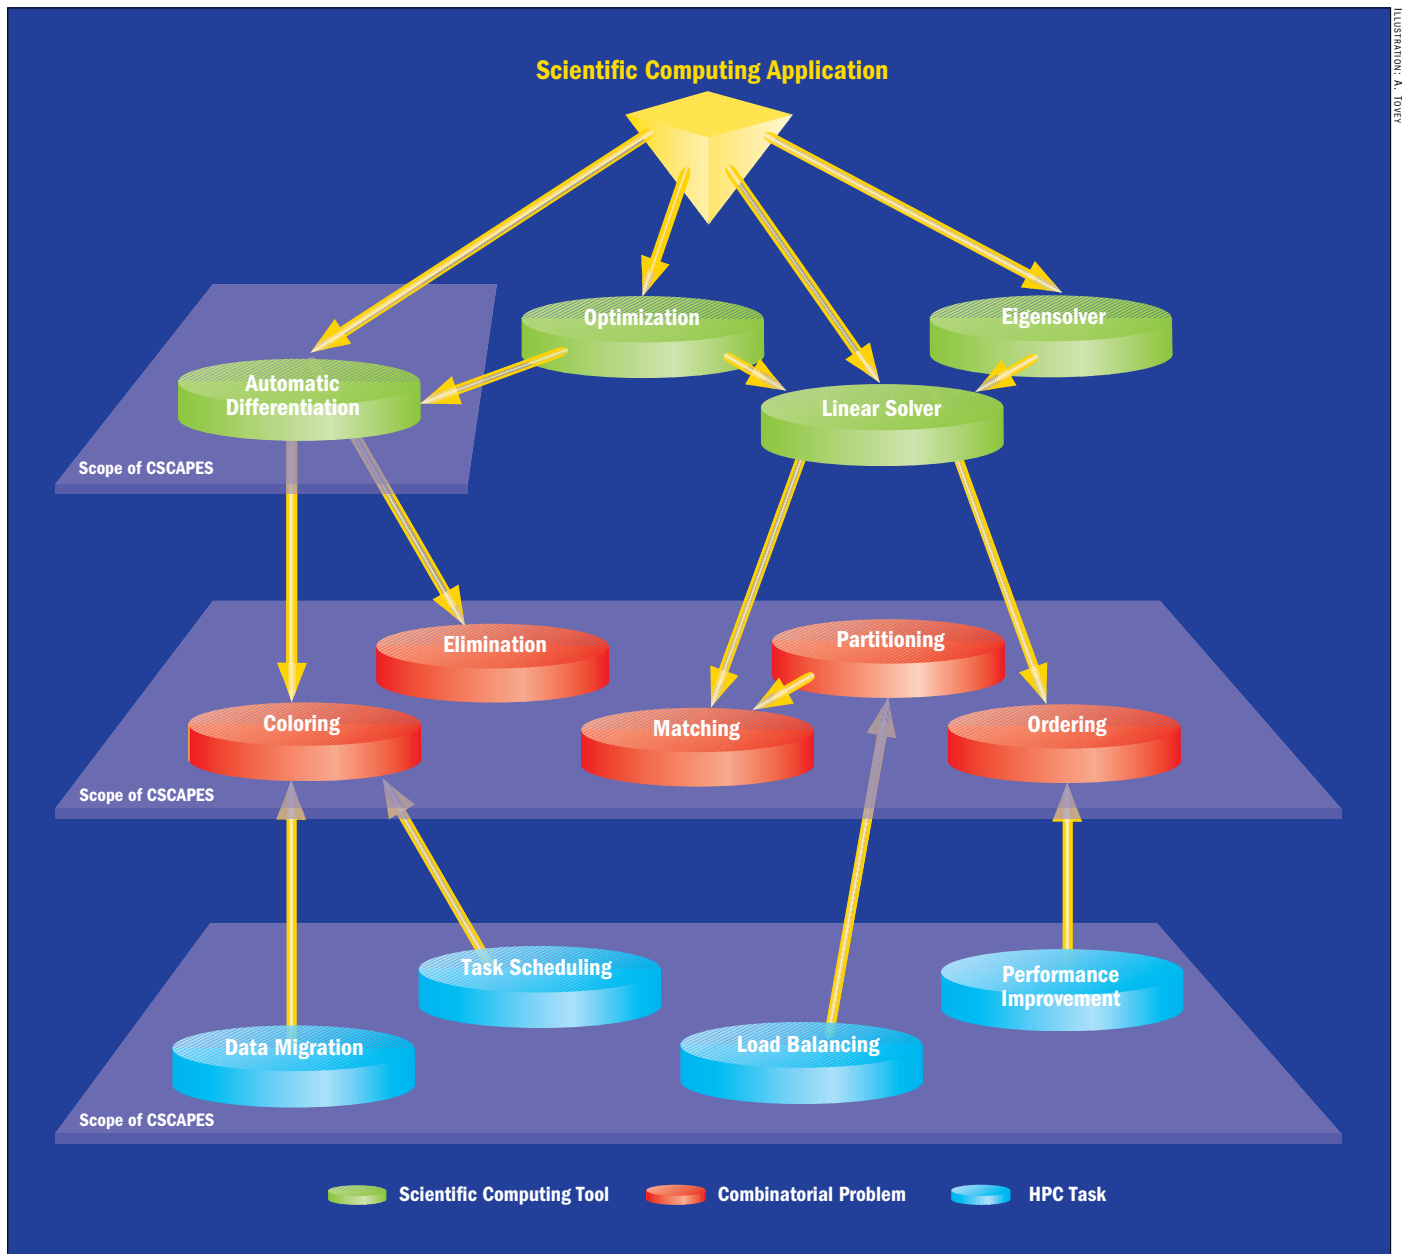 ILLUSTRATION: A. TOVEY
Scientific Computing Application
Optimization
Eigensolver
Automatic
Differentiation
Linear Solver
Scope of CSCAPES
Elimination
Partitioning
Coloring
Matching
Ordering
Scope of CSCAPES
Task Scheduling
Performance
Improvement
Data Migration
Load Balancing
Scope of CSCAPES
Scientific Computing Tool
Combinatorial Problem
HPC Task